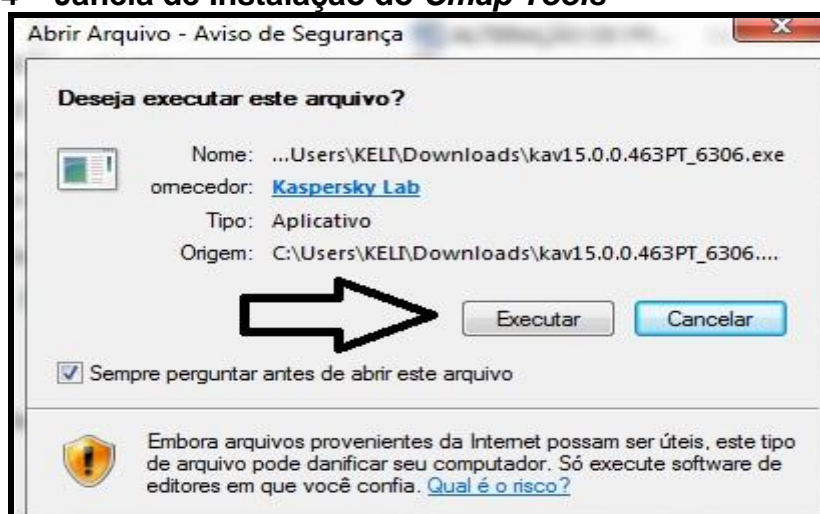 4 Janela de Instalação do Cmap Tools
Abrir Arquivo - Aviso de Segurança
Deseja executar este arquivo?
Nome: ...Users\KELI\Downloads\kav15.0.0.463PT_6306.exe
ornecedor: Kaspersky Lab
Tipo: Aplicativo
Origem: C:\Users\KELI\Downloads\kav15.0.0.463PT_6306....
Executar Cancelar
Sempre perguntar antes de abrir este arquivo
Embora arquivos provenientes da Internet possam ser úteis, este tipo
de arquivo pode danificar seu computador. Só execute software de
editores em que você confia. Qual é o risco?